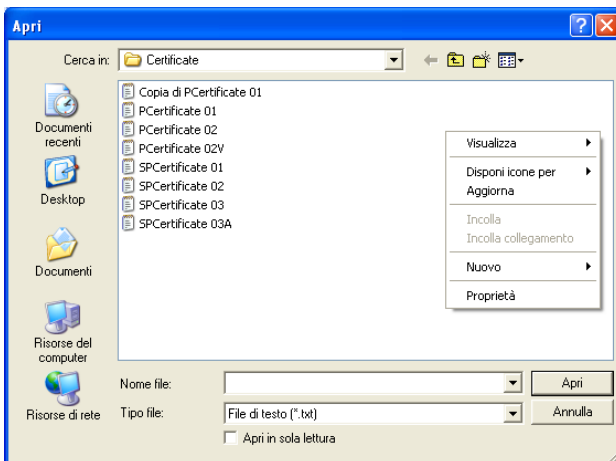 Apri
Cerca in:
Certificate
Documenti
recenti
Desktop
Documenti
Risorse del
computer
Risorse di rete
Copia di PCertificate 01
PCertificate 01
PCertificate 02
PCertificate 02V
SPCertificate 01
SPCertificate 02
SPCertificate 03
SPCertificate 03A
Visualizza
Disponi icone per
Aggiorna
Incolla
Incolla collegamento
Nuovo
Proprietà
Nome file:
Apri
Tipo file:
File di testo (*.txt)
Annulla
Apri in sola lettura